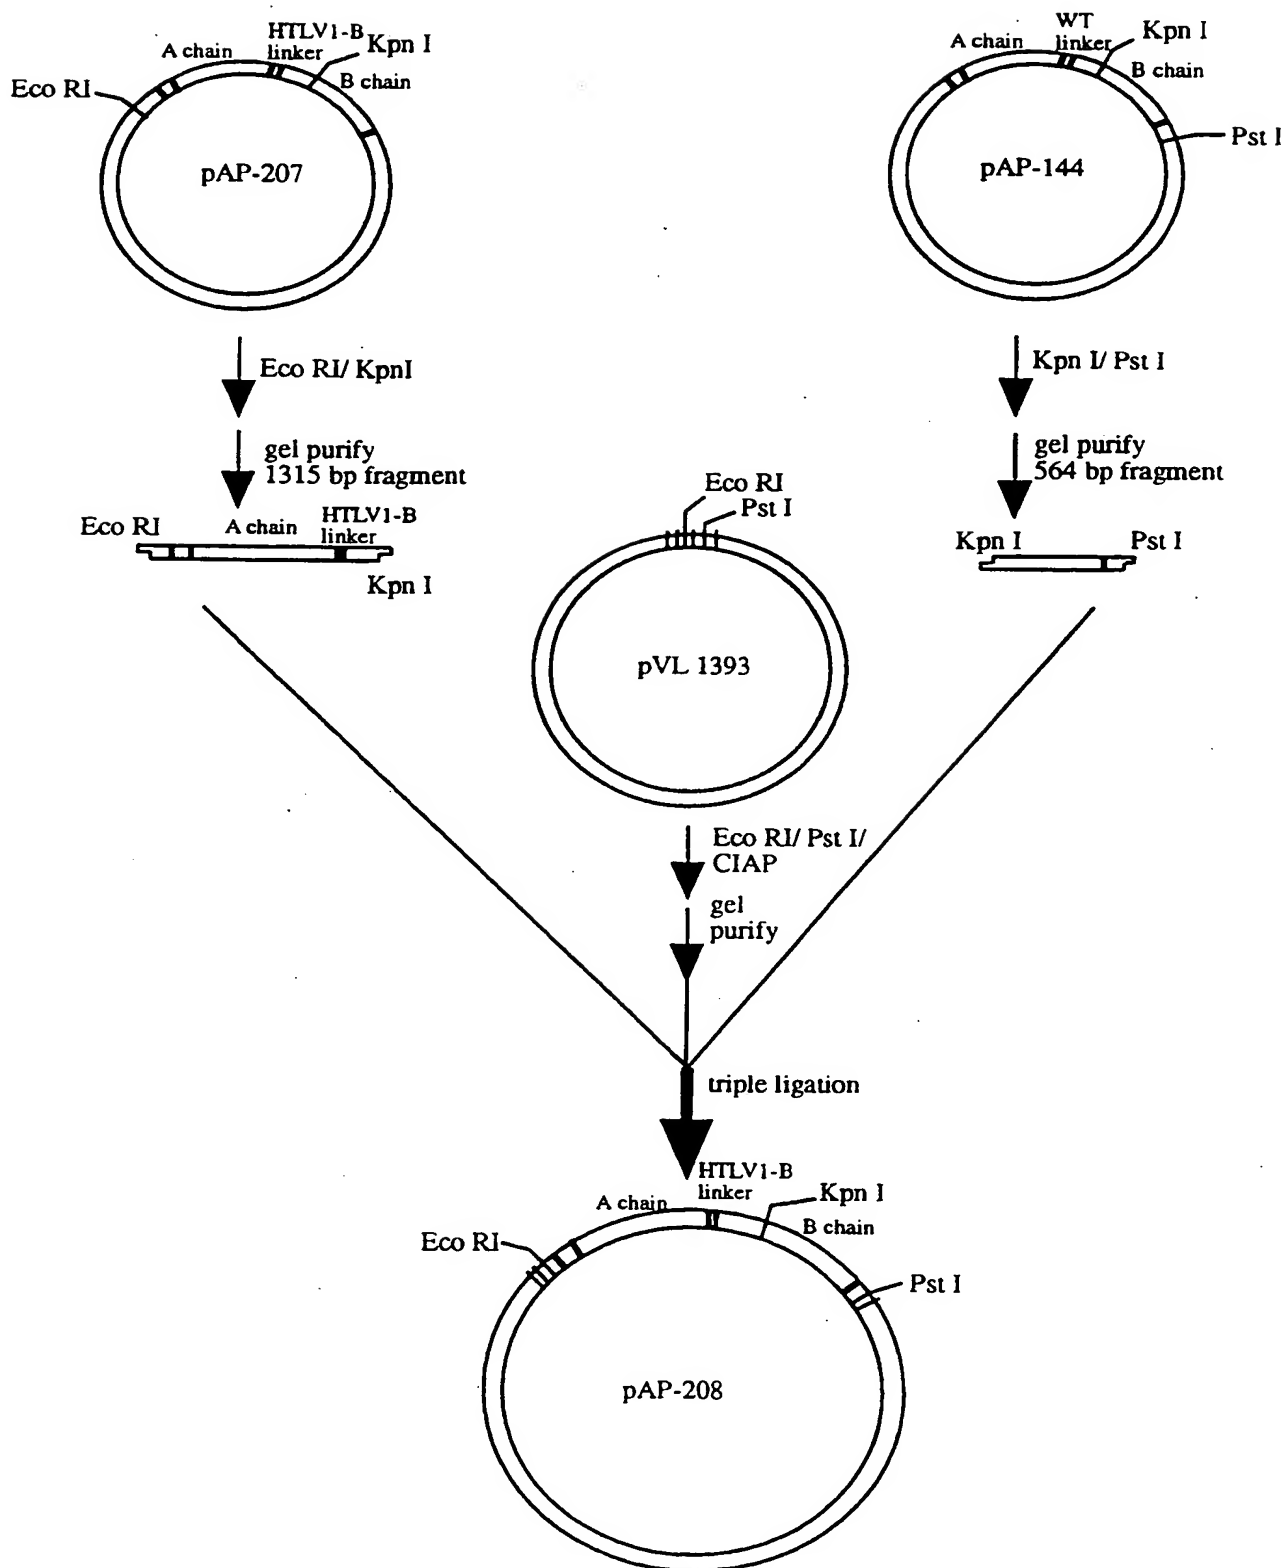 HTLV1-B
linker
A chain
Kpn I
B chain
Eco RI
pAP-207
WT
linker
A chain
Kpn I
B chain
Pst I
pAP-144
Eco RI/ KpnI
gel purify
1315 bp fragment
Kpn I/ Pst I
gel purify
564 bp fragment
Eco RI
A chain
HTLV1-B
linker
Kpn I
Eco RI
Pst I
Kpn I
Pst I
pVL 1393
Eco RI/ Pst I/
CIAP
gel
purify
triple ligation
HTLV1-B
linker
A chain
Kpn I
B chain
Eco RI
Pst I
pAP-208